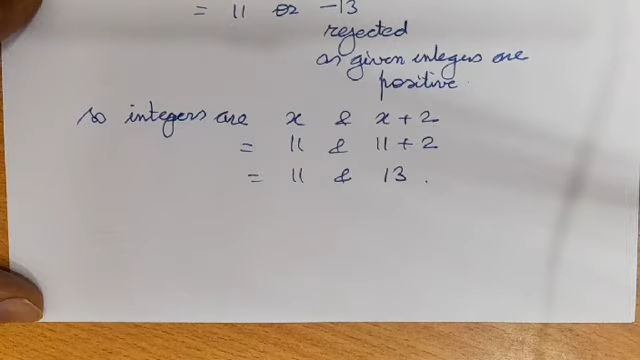 = 11 or -13
rejected
as given integers are
positive.
so integers are x & x + 2
= 11 & 11 + 2
= 11 & 13 .